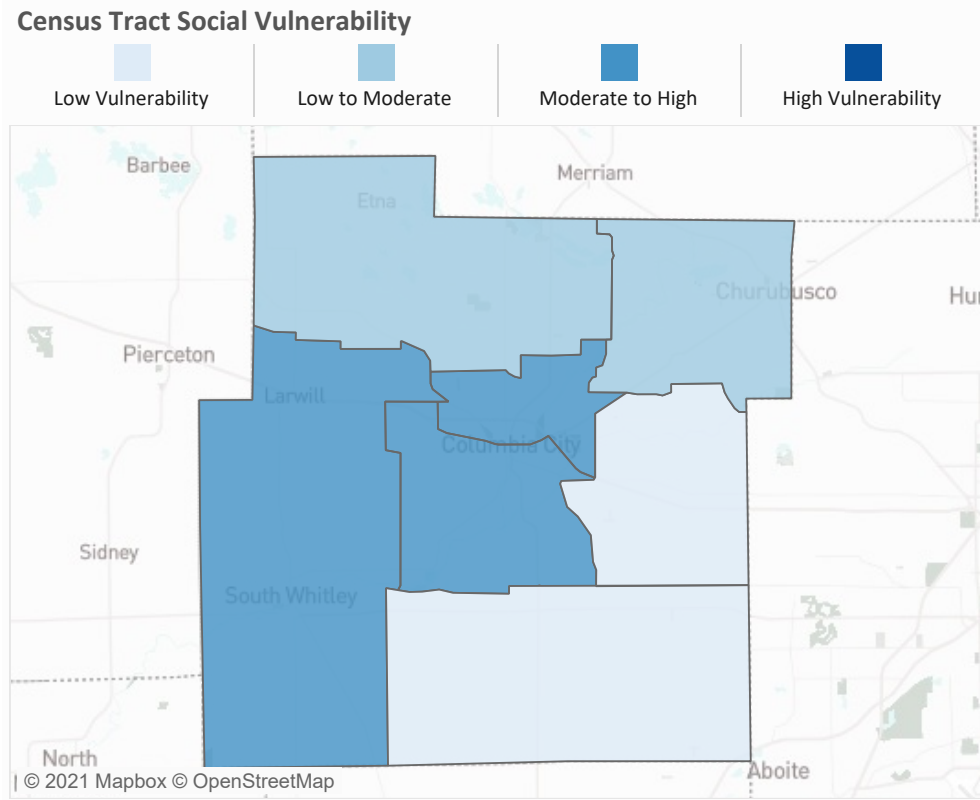 Census Tract Social Vulnerability
Low Vulnerability
Low to Moderate
Moderate to High
High Vulnerability
Barbee
Merriam
Etna
Churubusco
Hu
Pierceton
Larwill
Columbia City
Sidney
South Whitley
North
Aboite
| © 2021 Mapbox © OpenStreetMap